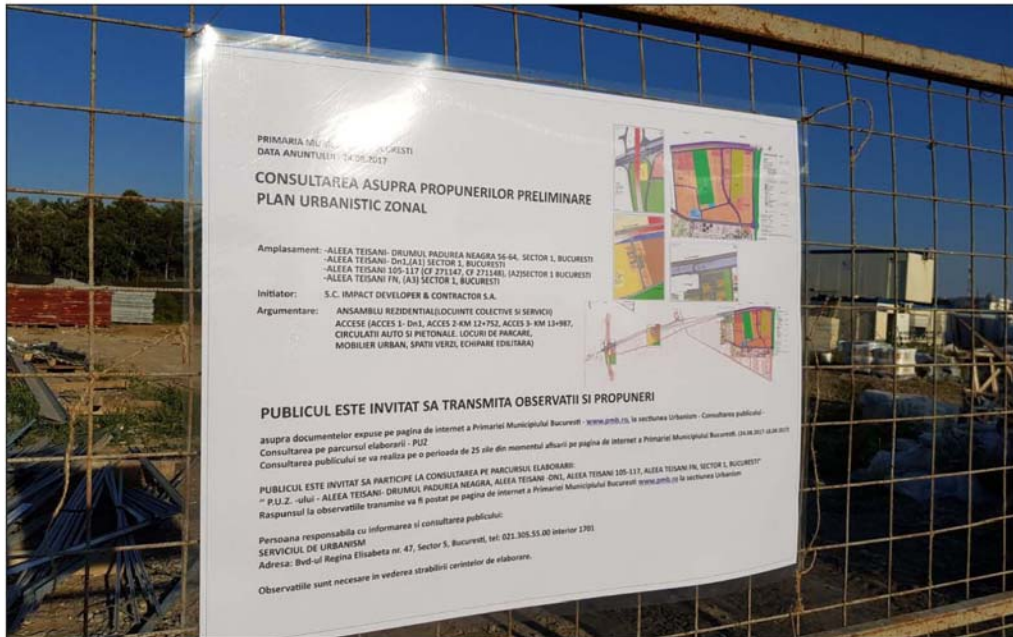 PRIMARIA BUCURESTI
DATA ANUNTULUI: .2017
CONSULTAREA ASUPRA PROPUNERILOR PRELIMINARE
PLAN URBANISTIC ZONAL
Amplasament: -ALEEA TEISANI- DRUMUL PADUREA NEAGRA 56-64, SECTOR 1, BUCURESTI
-ALEEA TEISANI- Dn1,(A1) SECTOR 1, BUCURESTI
-ALEEA TEISANI 105-117 (CF 271147, CF 271148), (A2)SECTOR 1 BUCURESTI
-ALEEA TEISANI FN, (A3) SECTOR 1, BUCURESTI
Initiator: S.C. IMPACT DEVELOPER & CONTRACTOR S.A.
Argumentare: ANSAMBLU REZIDENTIAL(LOCUINTE COLECTIVE SI SERVICII)
ACCESE (ACCES 1- Dn1, ACCES 2-KM 12+752, ACCES 3- KM 13+987,
CIRCULATII AUTO SI PIETONALE. LOCURI DE PARCARE,
MOBILIER URBAN, SPATII VERZI, ECHIPARE EDILITARA)
PUBLICUL ESTE INVITAT SA TRANSMITA OBSERVATII SI PROPUNERI
asupra documentelor expuse pe pagina de internet a Primariei Municipiului Bucuresti - www.pmb.ro, la sectiunea Urbanism - Consultarea publicului -
Consultarea pe parcursul elaborarii - PUZ
Consultarea publicului se va realiza pe o perioada de 25 zile din momentul afisarii pe pagina de internet a Primariei Municipiului Bucuresti.
PUBLICUL ESTE INVITAT SA PARTICIPE LA CONSULTAREA PE PARCURSUL ELABORARII:
" P.U.Z. -ului - ALEEA TEISANI- DRUMUL PADUREA NEAGRA, ALEEA TEISANI -DN1, ALEEA TEISANI 105-117, ALEEA TEISANI FN, SECTOR 1, BUCURESTI"
Raspunsul la observatiile transmise va fi postat pe pagina de internet a Primariei Municipiului Bucuresti www.pmb.ro la sectiunea Urbanism
Persoana responsabila cu informarea si consultarea publicului:
SERVICIUL DE URBANISM
Adresa: Bvd-ul Regina Elisabeta nr. 47, Sector 5, Bucuresti, tel: 021.305.55.00 interior 1701
Observatiile sunt necesare in vederea strabilirii cerintelor de elaborare.